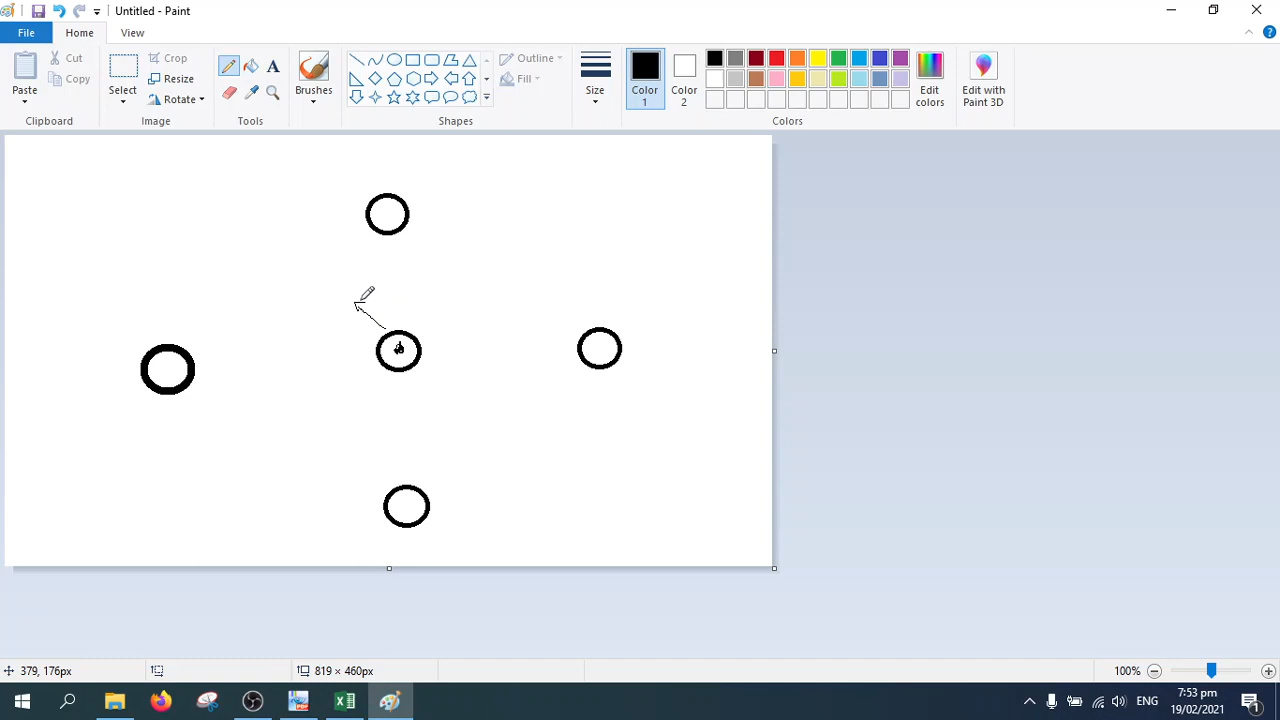 Untitled - Paint
File Home View
Paste
Cut
Copy
Clipboard
Select
Crop
Resize
Rotate
Image
A
Tools
Brushes
Outline
Fill
Shapes
Size
Color 1
Color 2
Edit colors
Colors
Edit with Paint 3D
379, 176px
819 × 460px
100%
ENG
7:53 pm
19/02/2021
1